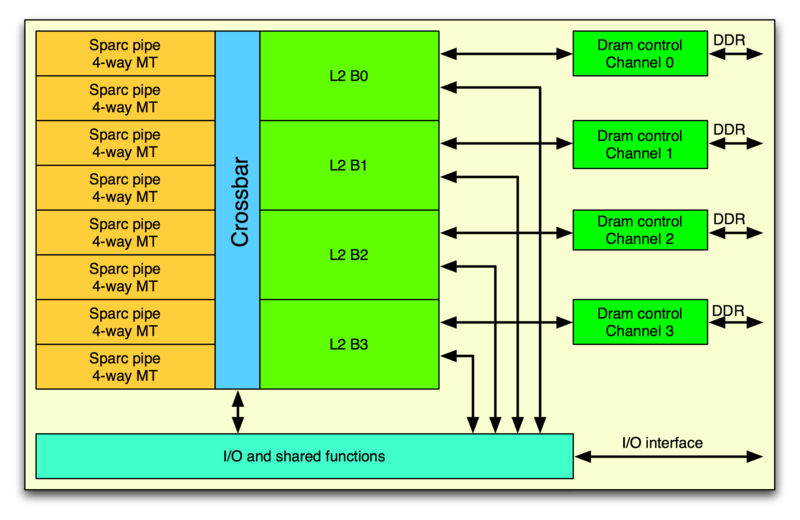 Sparc pipe
4-way MT
Sparc pipe
4-way MT
Sparc pipe
4-way MT
Sparc pipe
4-way MT
Sparc pipe
4-way MT
Sparc pipe
4-way MT
Sparc pipe
4-way MT
Sparc pipe
4-way MT
Crossbar
L2 B0
L2 B1
L2 B2
L2 B3
Dram control
Channel 0
DDR
Dram control
Channel 1
DDR
Dram control
Channel 2
DDR
Dram control
Channel 3
DDR
I/O and shared functions
I/O interface